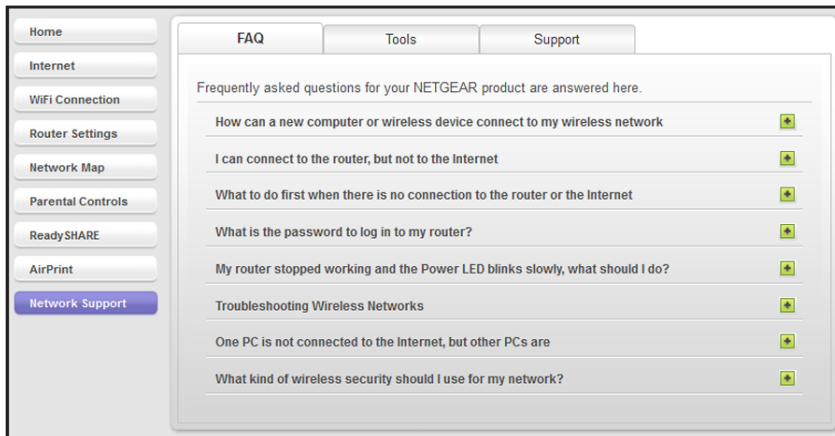 Home
Internet
WiFi Connection
Router Settings
Network Map
Parental Controls
ReadySHARE
AirPrint
Network Support
FAQ
Tools
Support
Frequently asked questions for your NETGEAR product are answered here.
How can a new computer or wireless device connect to my wireless network
I can connect to the router, but not to the Internet
What to do first when there is no connection to the router or the Internet
What is the password to log in to my router?
My router stopped working and the Power LED blinks slowly, what should I do?
Troubleshooting Wireless Networks
One PC is not connected to the Internet, but other PCs are
What kind of wireless security should I use for my network?